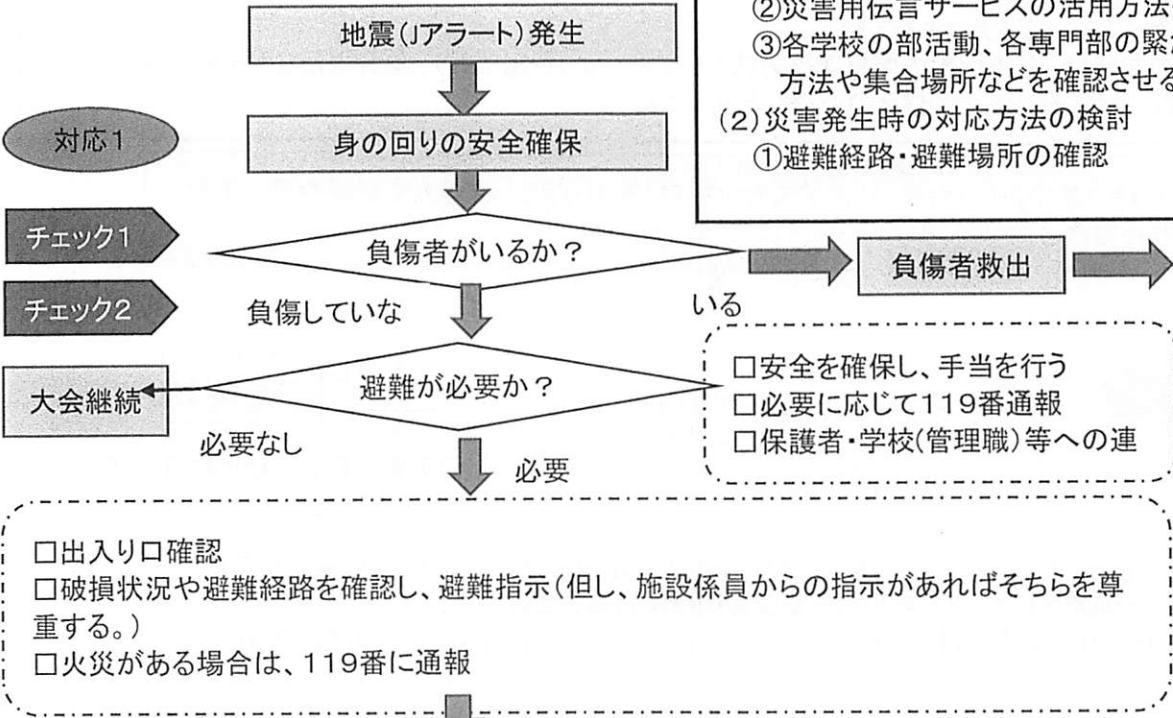 ②災害用伝言サービスの活用方法
③各学校の部活動、各専門部の緊
方法や集合場所などを確認させる
(2)災害発生時の対応方法の検討
①避難経路・避難場所の確認
地震(Jアラート)発生
対応1
身の回りの安全確保
チェック1
負傷者がいるか？
負傷者救出
チェック2
負傷していな
いる
大会継続
避難が必要か？
□安全を確保し、手当を行う
□必要に応じて119番通報
□保護者・学校(管理職)等への連
必要なし
必要
□出入り口確認
□破損状況や避難経路を確認し、避難指示(但し、施設係員からの指示があればそちらを尊
重する。)
□火災がある場合は、119番に通報